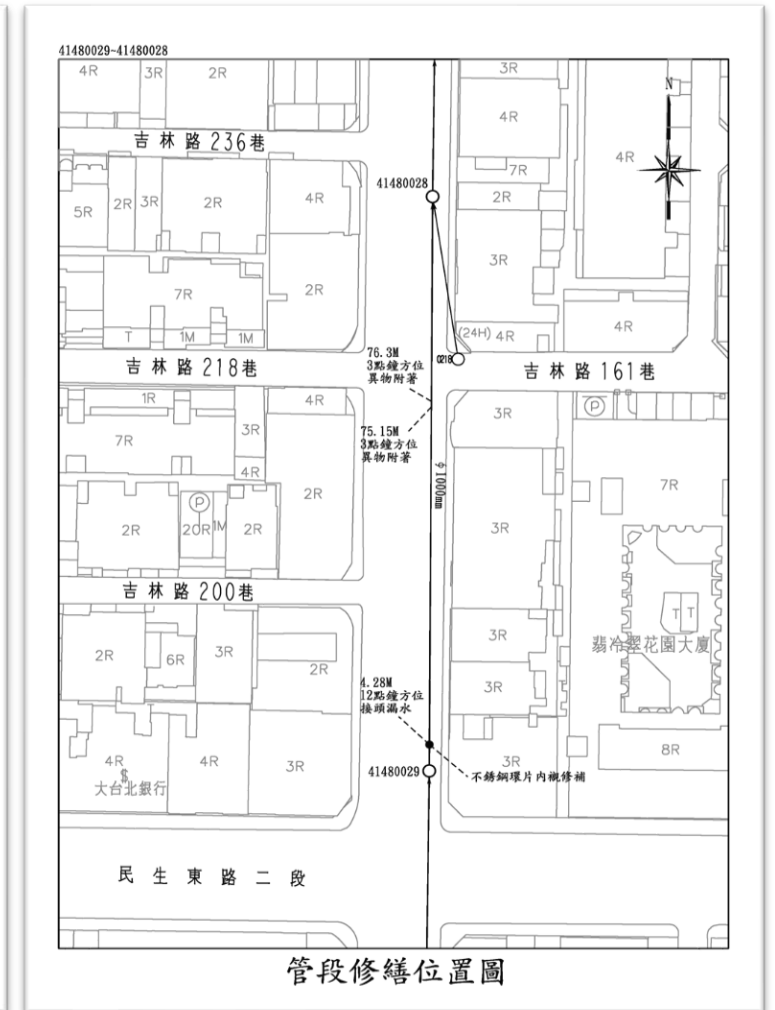 41480029~41480028
4R
3R
2R
3R
N
4R
4R
吉林路 236巷
7R
41480028
4R
2R
5R
2R
3R
2R
3R
7R
2R
T
1M
1M
(24H)
4R
4R
76.3M
3點鐘方位
異物附著
0218
吉林路 218巷
吉林路 161巷
1R
4R
3R
P
75.15M
3點鐘方位
異物附著
7R
3R
4R
φ1000mm
7R
2R
P
20R
1M
2R
2R
3R
吉林路 200巷
T
T
2R
6R
3R
2R
3R
翡冷翠花園大廈
3R
4.28M
12點鐘方位
接頭漏水
4R
$
大台北銀行
4R
3R
41480029
3R
8R
不銹鋼環片內襯修補
民生東路二段
管段修繕位置圖